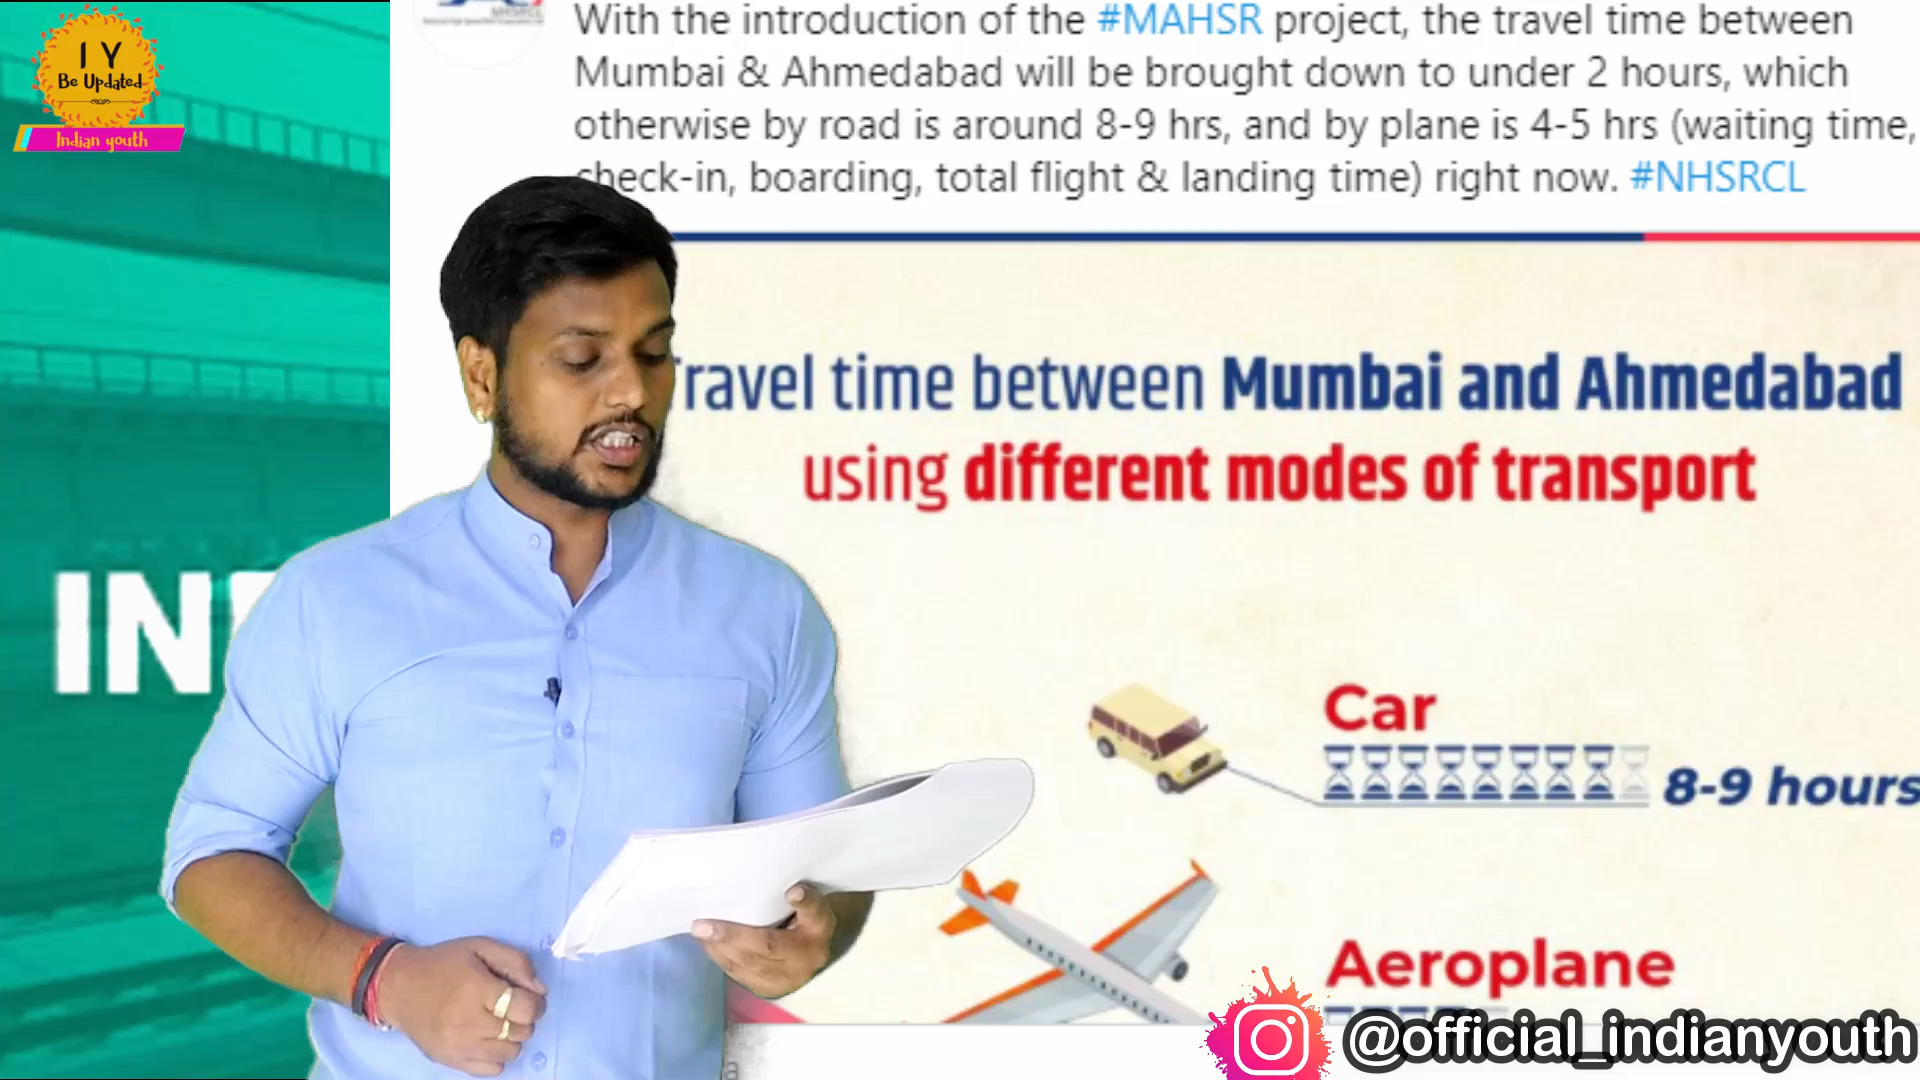 I Y
Be Updated
Indian youth
NHSRCL
With the introduction of the #MAHSR project, the travel time between
Mumbai & Ahmedabad will be brought down to under 2 hours, which
otherwise by road is around 8-9 hrs, and by plane is 4-5 hrs (waiting time,
check-in, boarding, total flight & landing time) right now. #NHSRCL
Travel time between Mumbai and Ahmedabad
using different modes of transport
IN
Car
8-9 hours
Aeroplane
@official_indianyouth